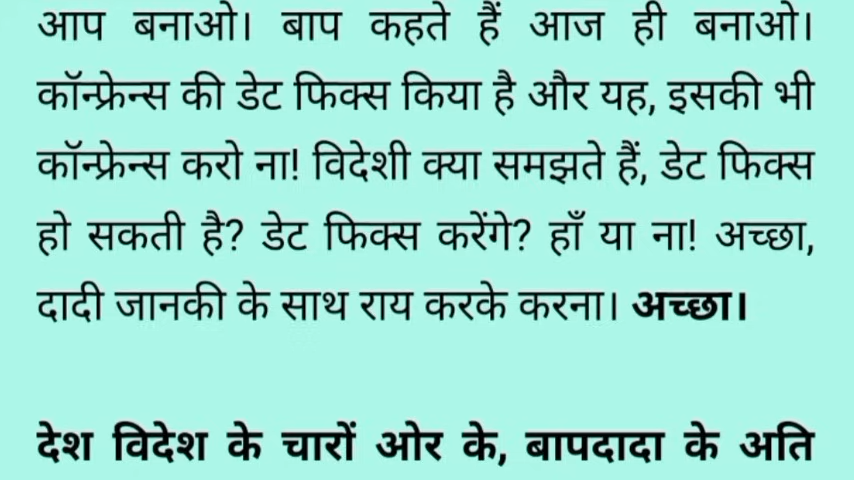 आप बनाओ। बाप कहते हैं आज ही बनाओ।
कॉन्फ्रेन्स की डेट फिक्स किया है और यह, इसकी भी
कॉन्फ्रेन्स करो ना! विदेशी क्या समझते हैं, डेट फिक्स
हो सकती है? डेट फिक्स करेंगे? हाँ या ना! अच्छा,
दादी जानकी के साथ राय करके करना। अच्छा।
देश विदेश के चारों ओर के, बापदादा के अति